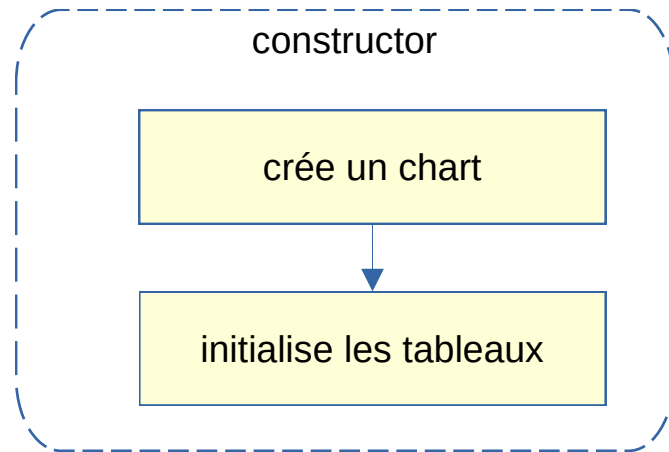 constructor
crée un chart
initialise les tableaux